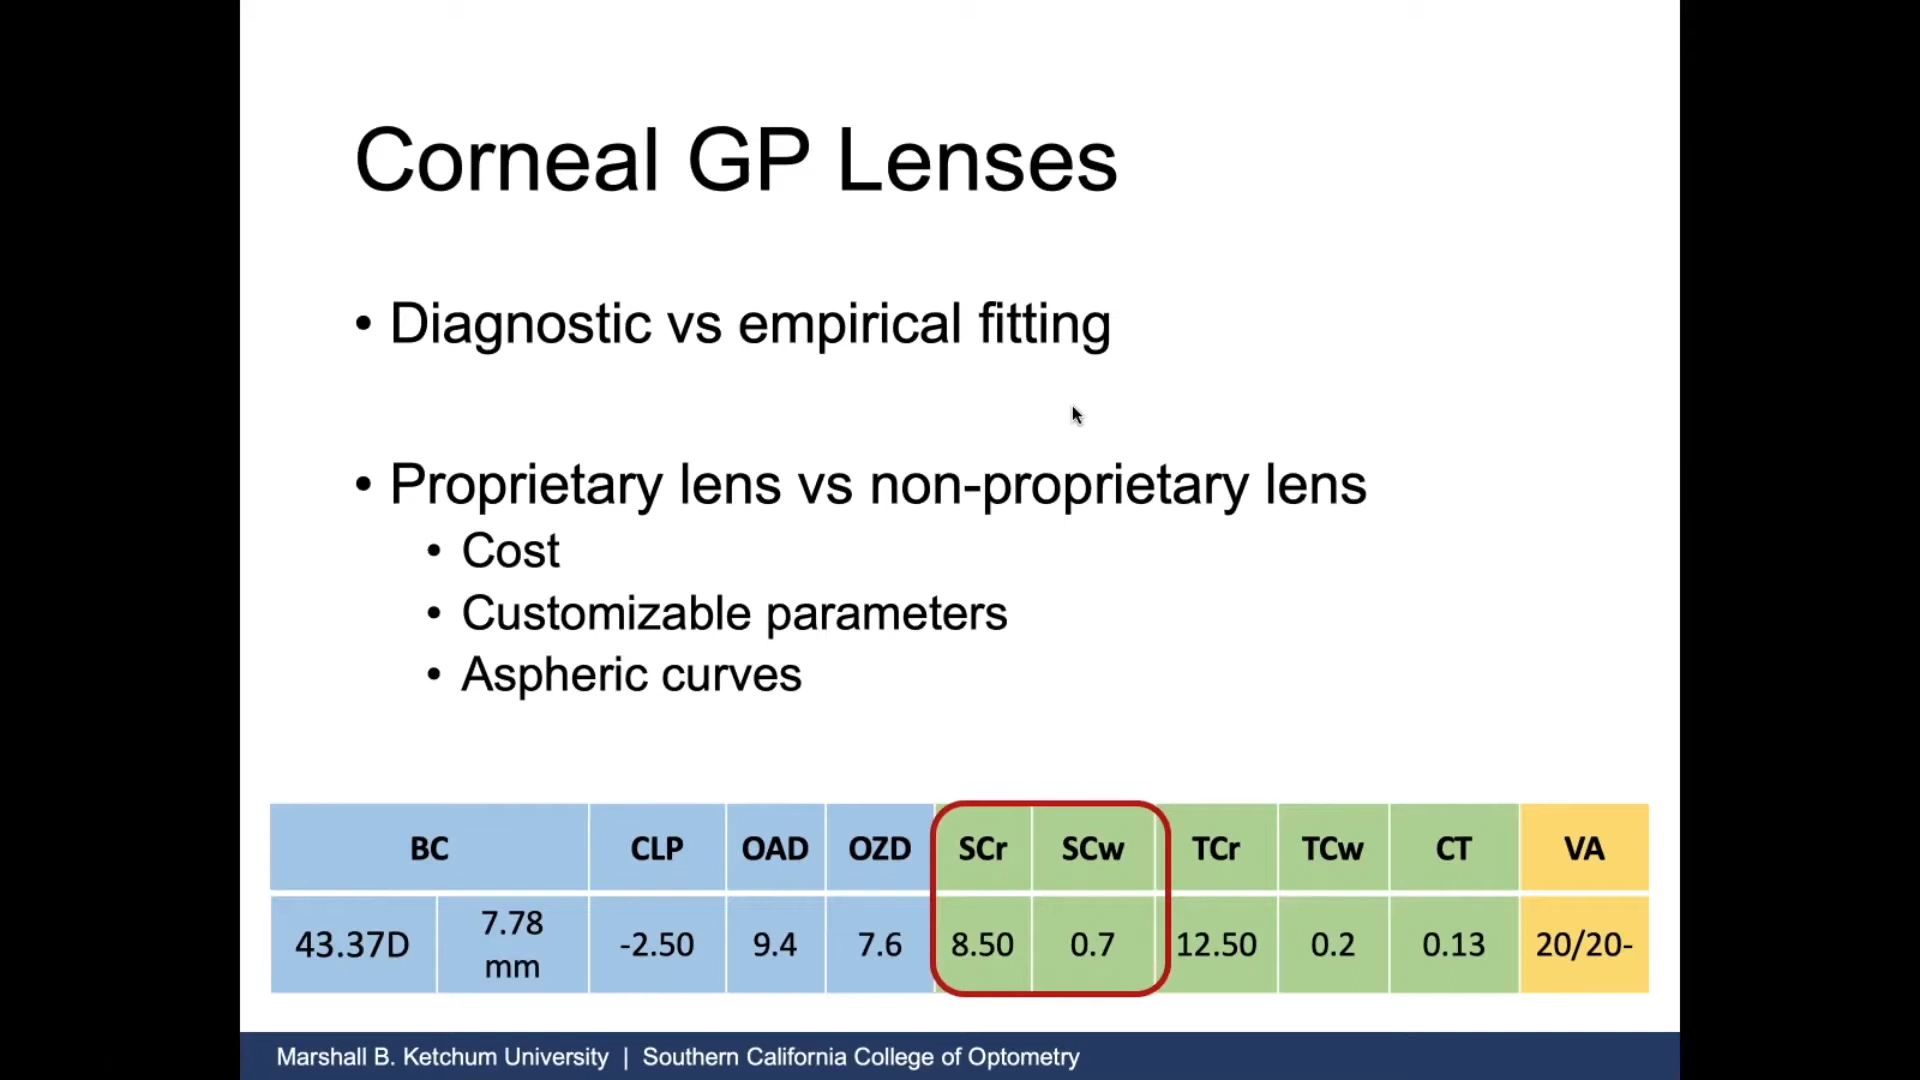 Corneal GP Lenses
• Diagnostic vs empirical fitting
• Proprietary lens vs non-proprietary lens
• Cost
• Customizable parameters
• Aspheric curves
BC CLP OAD OZD SCr SCw TCr TCw CT VA
43.37D 7.78 mm -2.50 9.4 7.6 8.50 0.7 12.50 0.2 0.13 20/20-
Marshall B. Ketchum University | Southern California College of Optometry